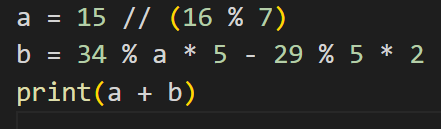 a = 15 // (16 % 7)
b = 34 % a * 5 - 29 % 5 * 2
print(a + b)